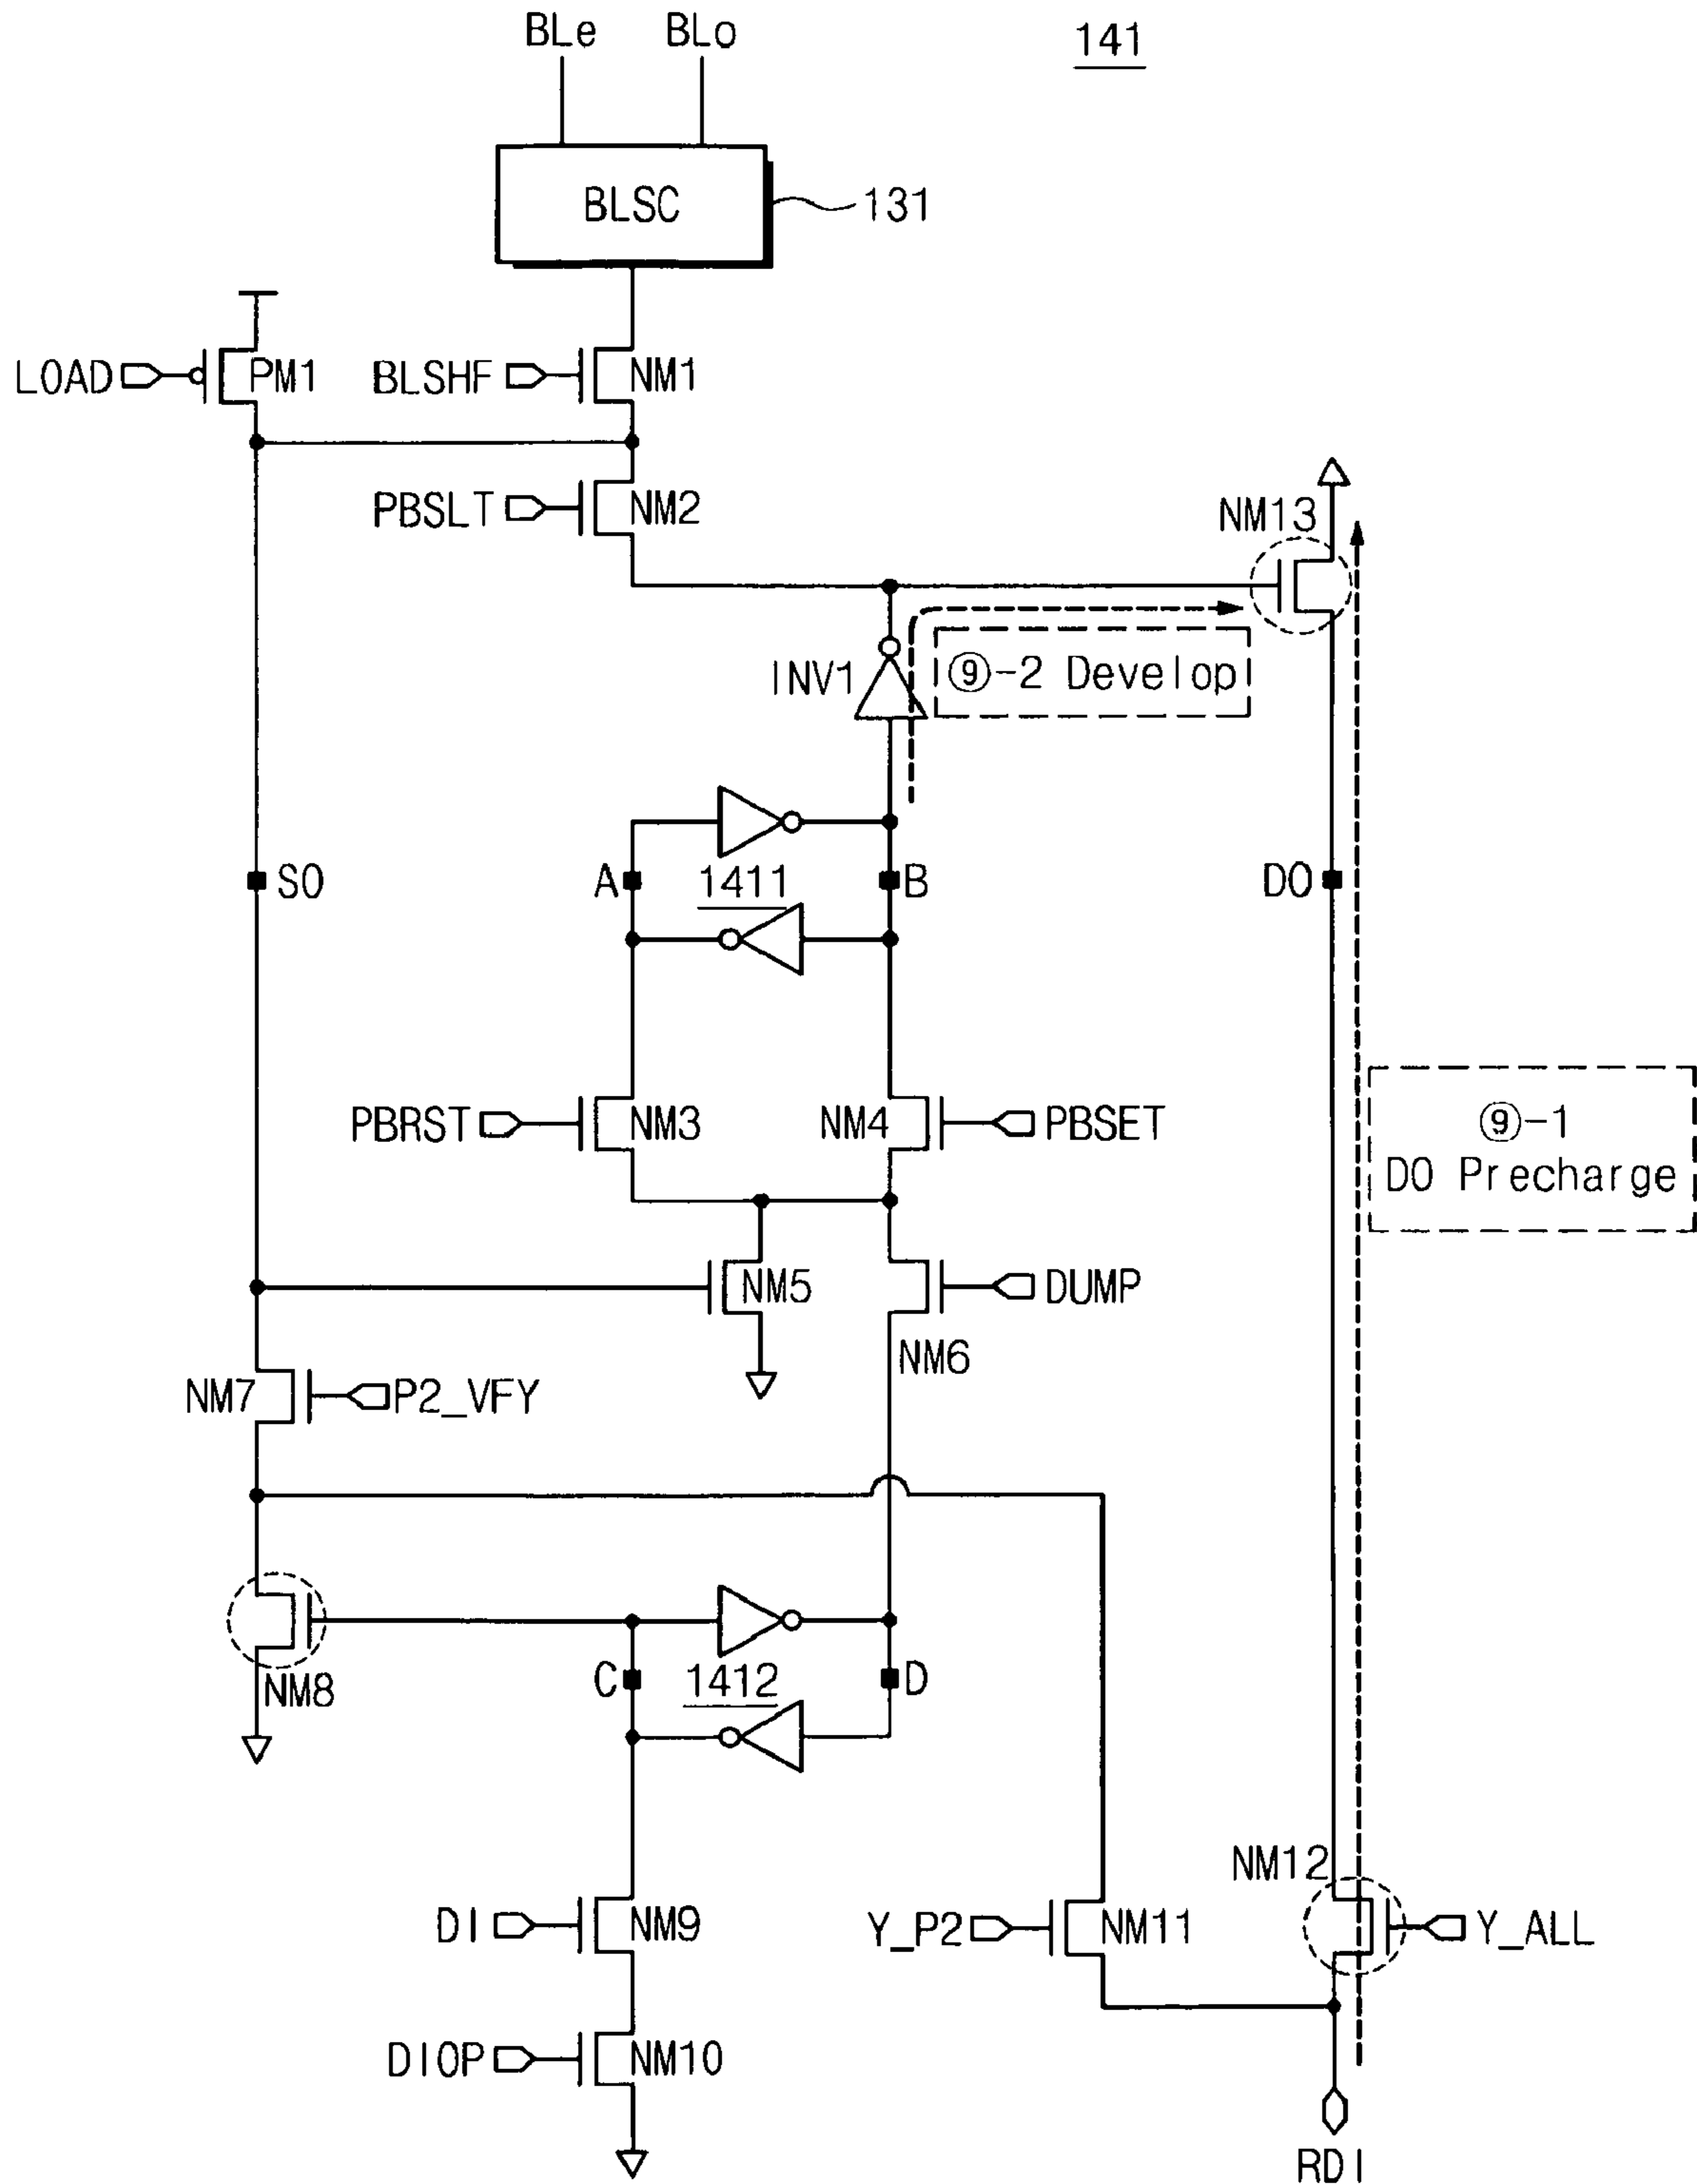 BLe
BLo
141
BLSC
131
LOAD
PM1
BLSHF
NM1
PBSLT
NM2
NM13
INV1
⑨-2 Develop
SO
A
1411
B
DO
PBRST
NM3
NM4
PBSET
⑨-1
DO Precharge
NM5
DUMP
NM6
NM7
P2_VFY
NM8
C
1412
D
NM12
DI
NM9
Y_P2
NM11
Y_ALL
DIOP
NM10
RDI